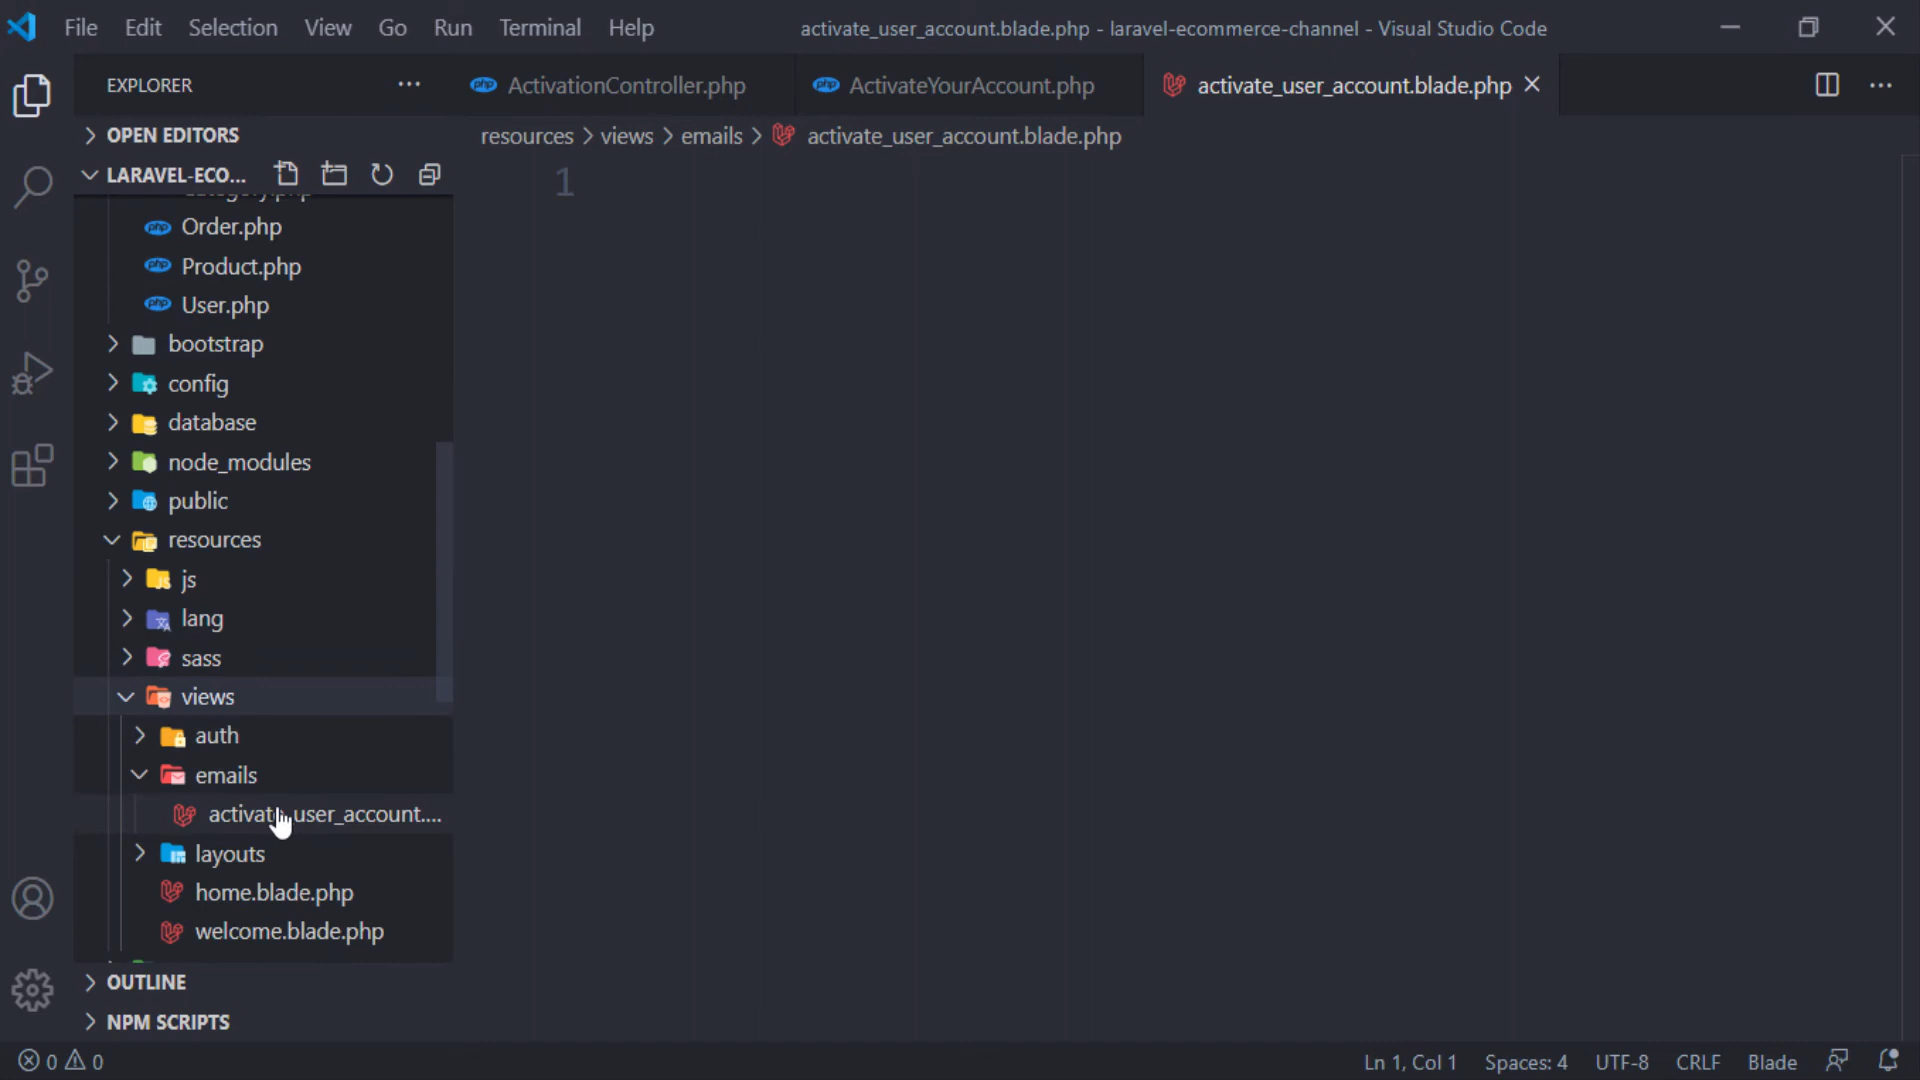 File Edit Selection View Go Run Terminal Help
activate_user_account.blade.php - laravel-ecommerce-channel - Visual Studio Code
EXPLORER
ActivationController.php
ActivateYourAccount.php
activate_user_account.blade.php
OPEN EDITORS
resources > views > emails > activate_user_account.blade.php
LARAVEL-ECO...
1
Category.php
Order.php
Product.php
User.php
bootstrap
config
database
node_modules
public
resources
js
lang
sass
views
auth
emails
activate_user_account....
layouts
home.blade.php
welcome.blade.php
OUTLINE
NPM SCRIPTS
0 0
Ln 1, Col 1 Spaces: 4 UTF-8 CRLF Blade